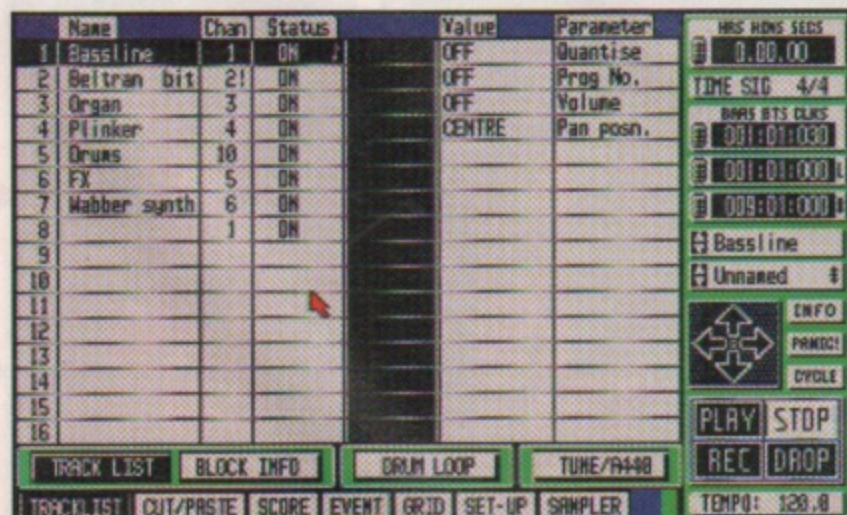 Name Chan Status Value Parameter
1 Bassline 1 ON OFF Quantise
2 Beltran bit 2! ON OFF Prog No.
3 Organ 3 ON OFF Volume
4 Plinker 4 ON CENTRE Pan posn.
5 Drums 10 ON
6 FX 5 ON
7 Wabber synth 6 ON
8 1 ON
9
10
11
12
13
14
15
16
TRACK LIST BLOCK INFO DRUM LOOP TUNE/A440
TRACK LIST CUT/PASTE SCORE EVENT GRID SET-UP SAMPLER
HRS MINS SECS
0.00.00
TIME SIG 4/4
BARS BTS CLKS
001:01:030
001:01:000 L
009:01:000 R
Bassline
Unnamed
INFO
PANIC!
CYCLE
PLAY STOP
REC DROP
TEMPO: 120.0